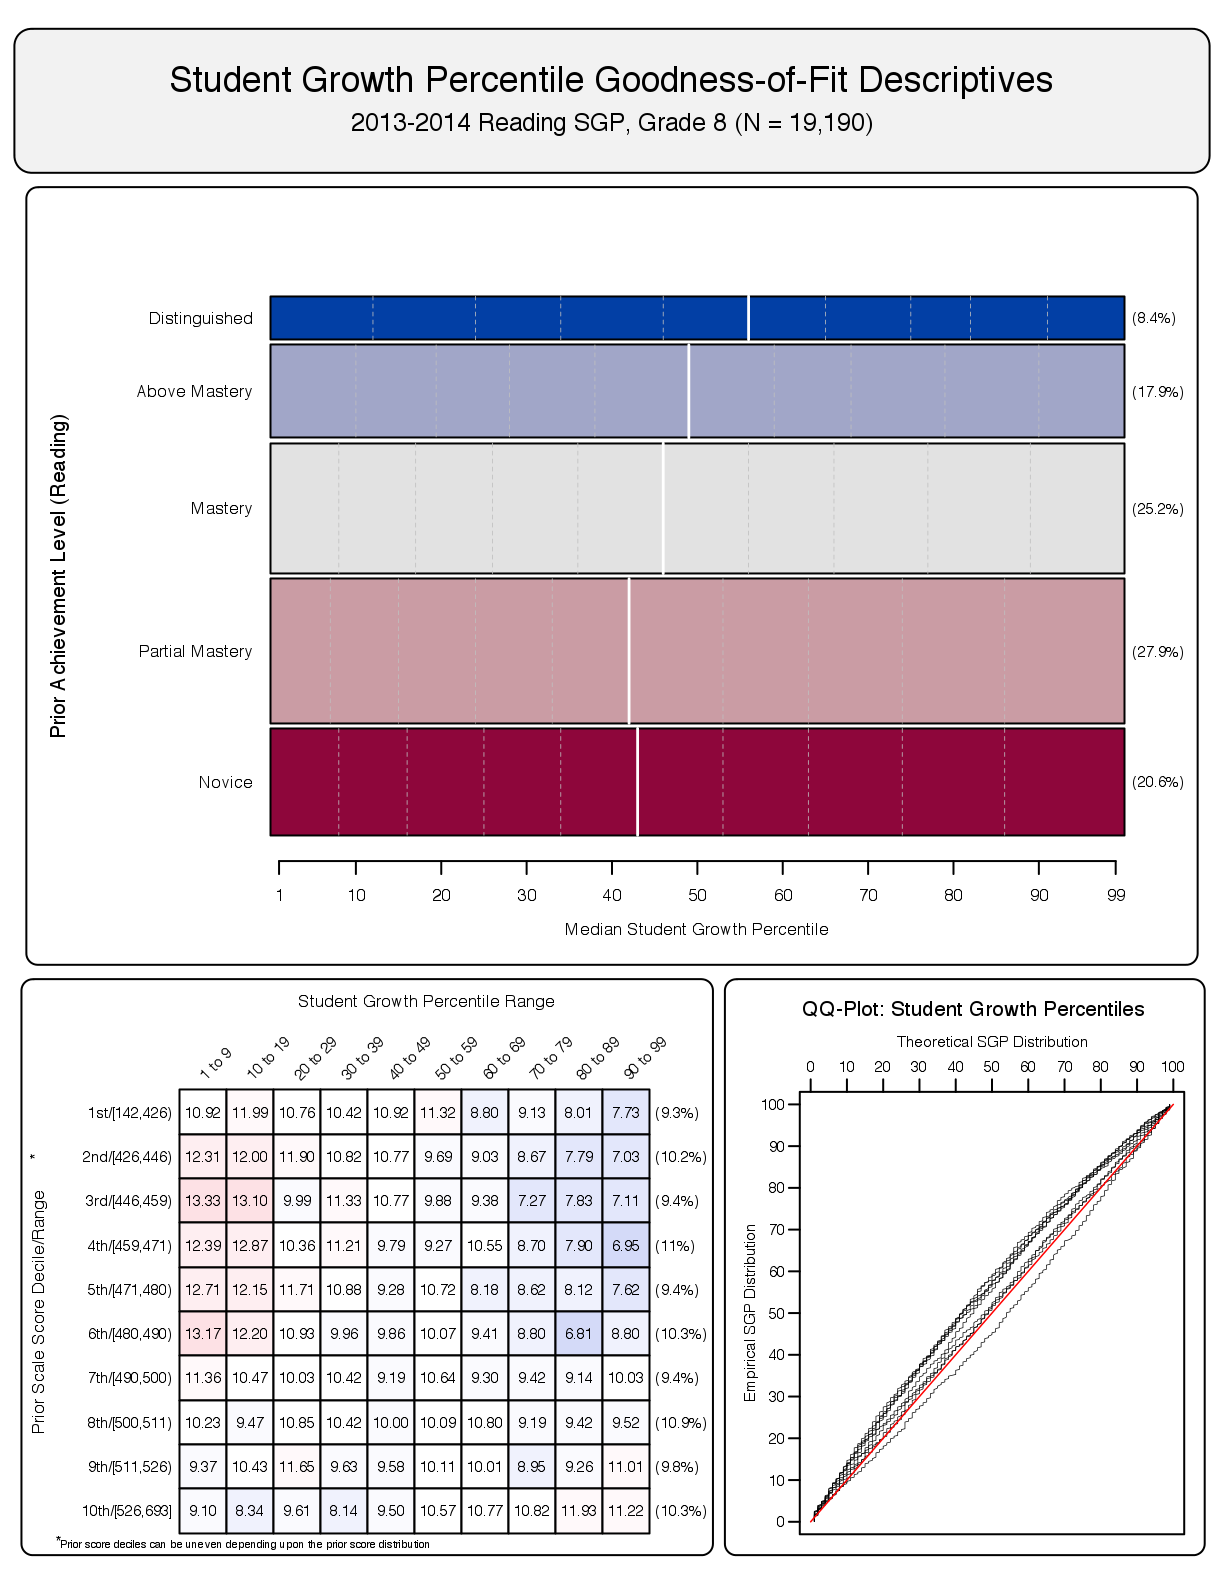 Student Growth Percentile Goodness-of-Fit Descriptives
2013-2014 Reading SGP, Grade 8 (N = 19,190)
Prior Achievement Level (Reading)
Distinguished (8.4%)
Above Mastery (17.9%)
Mastery (25.2%)
Partial Mastery (27.9%)
Novice (20.6%)
1 10 20 30 40 50 60 70 80 90 99
Median Student Growth Percentile
Student Growth Percentile Range
1 to 9 10 to 19 20 to 29 30 to 39 40 to 49 50 to 59 60 to 69 70 to 79 80 to 89 90 to 99
Prior Scale Score Decile/Range *
1st/[142,426) 10.92 11.99 10.76 10.42 10.92 11.32 8.80 9.13 8.01 7.73 (9.3%)
2nd/[426,446) 12.31 12.00 11.90 10.82 10.77 9.69 9.03 8.67 7.79 7.03 (10.2%)
3rd/[446,459) 13.33 13.10 9.99 11.33 10.77 9.88 9.38 7.27 7.83 7.11 (9.4%)
4th/[459,471) 12.39 12.87 10.36 11.21 9.79 9.27 10.55 8.70 7.90 6.95 (11%)
5th/[471,480) 12.71 12.15 11.71 10.88 9.28 10.72 8.18 8.62 8.12 7.62 (9.4%)
6th/[480,490) 13.17 12.20 10.93 9.96 9.86 10.07 9.41 8.80 6.81 8.80 (10.3%)
7th/[490,500) 11.36 10.47 10.03 10.42 9.19 10.64 9.30 9.42 9.14 10.03 (9.4%)
8th/[500,511) 10.23 9.47 10.85 10.42 10.00 10.09 10.80 9.19 9.42 9.52 (10.9%)
9th/[511,526) 9.37 10.43 11.65 9.63 9.58 10.11 10.01 8.95 9.26 11.01 (9.8%)
10th/[526,693] 9.10 8.34 9.61 8.14 9.50 10.57 10.77 10.82 11.93 11.22 (10.3%)
*Prior score deciles can be uneven depending upon the prior score distribution
QQ-Plot: Student Growth Percentiles
Theoretical SGP Distribution
0 10 20 30 40 50 60 70 80 90 100
Empirical SGP Distribution
100
90
80
70
60
50
40
30
20
10
0